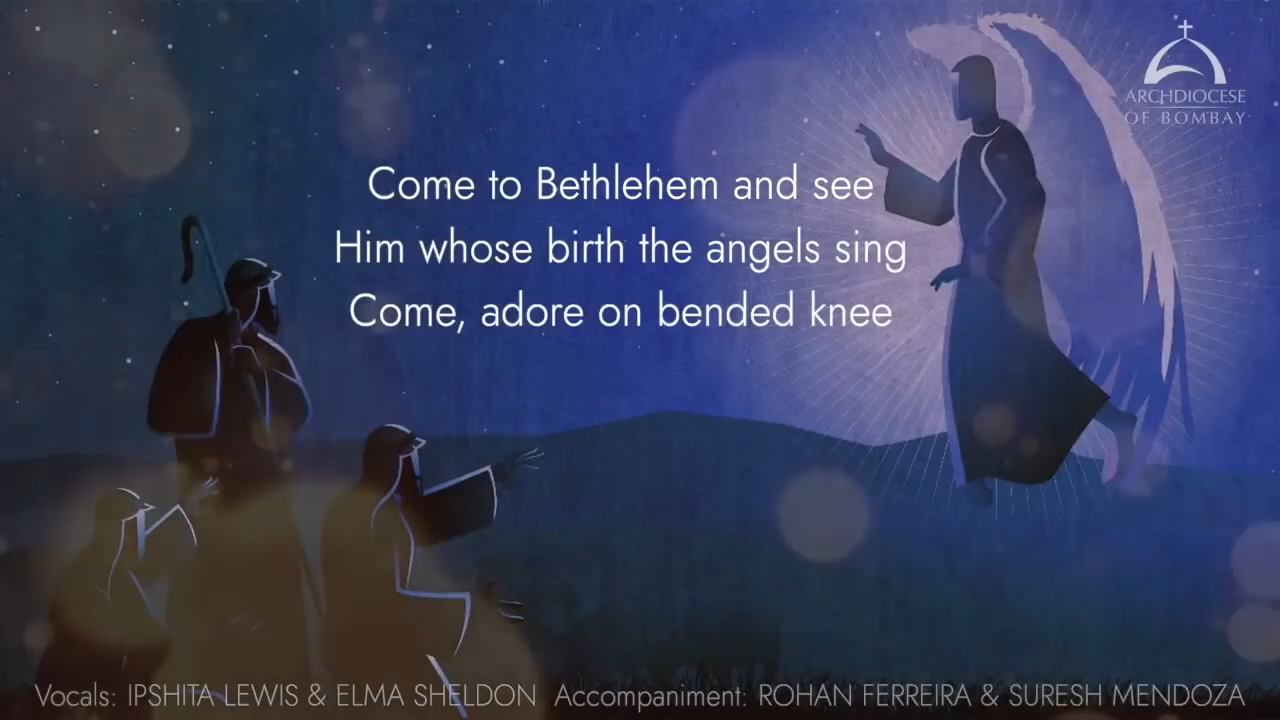 ARCHDIOCESE
OF BOMBAY
Come to Bethlehem and see
Him whose birth the angels sing
Come, adore on bended knee
Vocals: IPSHITA LEWIS & ELMA SHELDON Accompaniment: ROHAN FERREIRA & SURESH MENDOZA